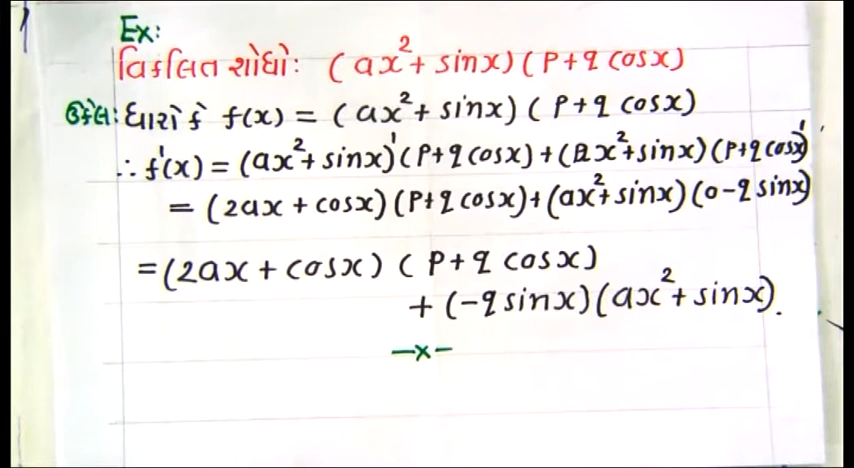 Ex:
વિકલિત શોધો: (ax²+ sinx) (p+q cosx)
ઉકેલ: ધારો કે f(x) = (ax²+ sinx) (p+q cosx)
∴ f'(x) = (ax²+ sinx)' (p+q cosx) + (ax²+sinx) (p+q cosx)'
= (2ax + cosx) (p+q cosx)+(ax²+sinx) (0-q sinx)
= (2ax + cosx) (p+q cosx)
+ (-q sinx) (ax²+ sinx).
—x—